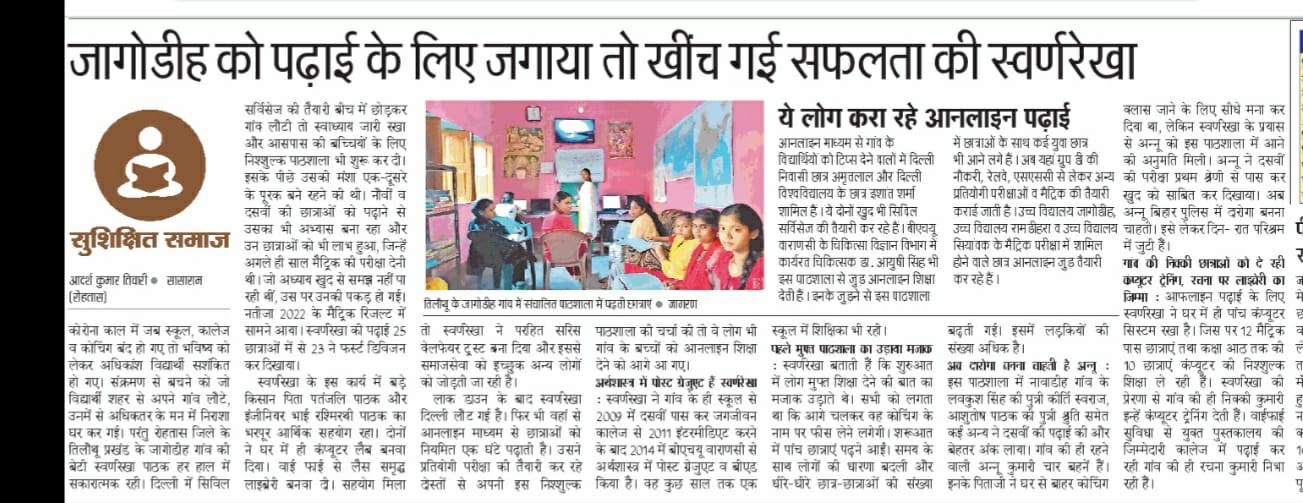 जागोडीह को पढ़ाई के लिए जगाया तो खींच गई सफलता की स्वर्णरेखा
सुशिक्षित समाज
आदर्श कुमार तिवारी ● सासाराम
(रोहतास)
कोरोना काल में जब स्कूल, कालेज
व कोचिंग बंद हो गए तो भविष्य को
लेकर अधिकांश विद्यार्थी सशंकित
हो गए। संक्रमण से बचने को जो
विद्यार्थी शहर से अपने गांव लौटे,
उनमें से अधिकतर के मन में निराशा
घर कर गई। परंतु रोहतास जिले के
तिलौथू प्रखंड के जागोडीह गांव की
बेटी स्वर्णरेखा पाठक हर हाल में
सकारात्मक रही। दिल्ली में सिविल
सर्विसेज की तैयारी बीच में छोड़कर
गांव लौटी तो स्वाध्याय जारी रखा
और आसपास की बच्चियों के लिए
निश्शुल्क पाठशाला भी शुरू कर दी।
इसके पीछे उसकी मंशा एक-दूसरे
के पूरक बने रहने की थी। नौवीं व
दसवीं की छात्राओं को पढ़ाने से
उसका भी अभ्यास बना रहा और
उन छात्राओं को भी लाभ हुआ, जिन्हें
अगले ही साल मैट्रिक की परीक्षा देनी
थी। जो अध्याय खुद से समझ नहीं पा
रही थीं, उस पर उनकी पकड़ हो गई।
नतीजा 2022 के मैट्रिक रिजल्ट में
सामने आया। स्वर्णरेखा की पढ़ाई 25
छात्राओं में से 23 ने फर्स्ट डिविजन
कर दिखाया।
स्वर्णरेखा के इस कार्य में बड़े
किसान पिता पतंजलि पाठक और
इंजीनियर भाई रश्मिरथी पाठक का
भरपूर आर्थिक सहयोग रहा। दोनों
ने घर में ही कंप्यूटर लैब बनवा
दिया। वाई फाई से लैस समृद्ध
लाइब्रेरी बनवा दी। सहयोग मिला
तिलौथू के जागोडीह गांव में संचालित पाठशाला में पढ़ती छात्राएं ● जागरण
तो स्वर्णरेखा ने परहित सरिस
वेलफेयर ट्रस्ट बना दिया और इससे
समाजसेवा को इच्छुक अन्य लोगों
को जोड़ती जा रही है।
लाक डाउन के बाद स्वर्णरेखा
दिल्ली लौट गई है। फिर भी वहां से
आनलाइन माध्यम से छात्राओं को
नियमित एक घंटे पढ़ाती है। उसने
प्रतियोगी परीक्षा की तैयारी कर रहे
दोस्तों से अपनी इस निश्शुल्क
पाठशाला की चर्चा की तो वे लोग भी
गांव के बच्चों को आनलाइन शिक्षा
देने को आगे आ गए।
अर्थशास्त्र में पोस्ट ग्रेजुएट हैं स्वर्णरेखा
: स्वर्णरेखा ने गांव के ही स्कूल से
2009 में दसवीं पास कर जगजीवन
कालेज से 2011 इंटरमीडिएट करने
के बाद 2014 में बीएचयू वाराणसी से
अर्थशास्त्र में पोस्ट ग्रेजुएट व बीएड
किया है। वह कुछ साल तक एक
स्कूल में शिक्षिका भी रही।
पहले मुफ्त पाठशाला का उड़ाया मजाक
: स्वर्णरेखा बताती हैं कि शुरुआत
में लोग मुफ्त शिक्षा देने की बात का
मजाक उड़ाते थे। सभी को लगता
था कि आगे चलकर वह कोचिंग के
नाम पर फीस लेने लगेगी। शरूआत
में पांच छात्राएं पढ़ने आईं। समय के
साथ लोगों की धारणा बदली और
धीरे-धीरे छात्र-छात्राओं की संख्या
बढ़ती गई। इसमें लड़कियों की
संख्या अधिक है।
अब दारोगा बनना चाहती है अन्नू :
इस पाठशाला में नावाडीह गांव के
लवकुश सिंह की पुत्री कीर्ति स्वराज,
आशुतोष पाठक की पुत्री श्रुति समेत
कई अन्य ने दसवीं की पढ़ाई की और
बेहतर अंक लाया। गांव की ही रहने
वाली अन्नू कुमारी चार बहनें हैं।
इनके पिताजी ने घर से बाहर कोचिंग
ये लोग करा रहे आनलाइन पढ़ाई
आनलाइन माध्यम से गांव के
विद्यार्थियों को टिप्स देने वालों में दिल्ली
निवासी छात्र अमृतलाल और दिल्ली
विश्वविद्यालय के छात्र इशांत शर्मा
शामिल हैं। ये दोनों खुद भी सिविल
सर्विसेज की तैयारी कर रहे हैं। बीएचयू
वाराणसी के चिकित्सा विज्ञान विभाग में
कार्यरत चिकित्सक डा. आयुषी सिंह भी
इस पाठशाला से जुड़ आनलाइन शिक्षा
देती हैं। इनके जुड़ने से इस पाठशाला
में छात्राओं के साथ कई युवा छात्र
भी आने लगे हैं। अब यहां ग्रुप डी की
नौकरी, रेलवे, एसएससी से लेकर अन्य
प्रतियोगी परीक्षाओं व मैट्रिक की तैयारी
कराई जाती है। उच्च विद्यालय जागोडीह,
उच्च विद्यालय रामडीहरा व उच्च विद्यालय
सियावक के मैट्रिक परीक्षा में शामिल
होने वाले छात्र आनलाइन जुड़ तैयारी
कर रहे हैं।
क्लास जाने के लिए सीधे मना कर
दिया था, लेकिन स्वर्णरेखा के प्रयास
से अन्नू को इस पाठशाला में आने
की अनुमति मिली। अन्नू ने दसवीं
की परीक्षा प्रथम श्रेणी से पास कर
खुद को साबित कर दिखाया। अब
अन्नू बिहार पुलिस में दारोगा बनना
चाहती। इसे लेकर दिन- रात परिश्रम
में जुटी हैं।
गांव की निक्की छात्राओं को दे रही
कंप्यूटर ट्रेनिंग, रचना पर लाइब्रेरी का
जिम्मा : आफलाइन पढ़ाई के लिए
स्वर्णरेखा ने घर में ही पांच कंप्यूटर
सिस्टम रखा है। जिस पर 12 मैट्रिक
पास छात्राएं तथा कक्षा आठ तक की
10 छात्राएं कंप्यूटर की निश्शुल्क
शिक्षा ले रही हैं। स्वर्णरेखा की
प्रेरणा से गांव की ही निक्की कुमारी
इन्हें कंप्यूटर ट्रेनिंग देती हैं। वाईफाई
सुविधा से युक्त पुस्तकालय की
जिम्मेदारी कालेज में पढ़ाई कर
रही गांव की ही रचना कुमारी निभा
रही हैं।